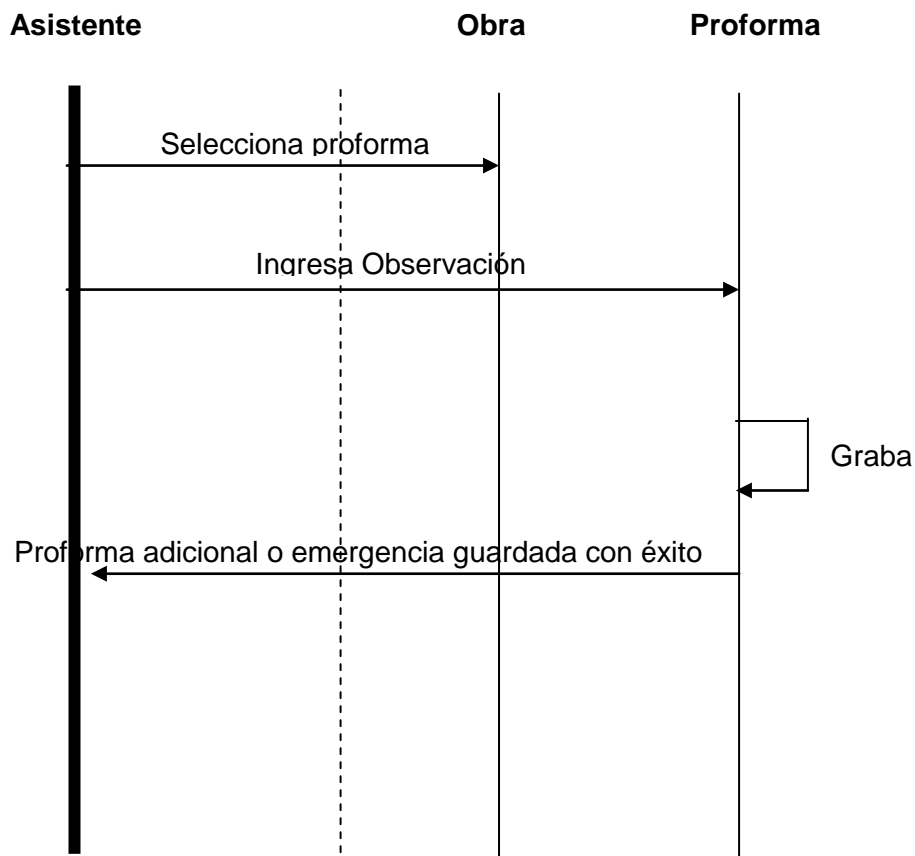 Asistente Obra Proforma
Selecciona proforma
Ingresa Observación
Graba
Proforma adicional o emergencia guardada con éxito